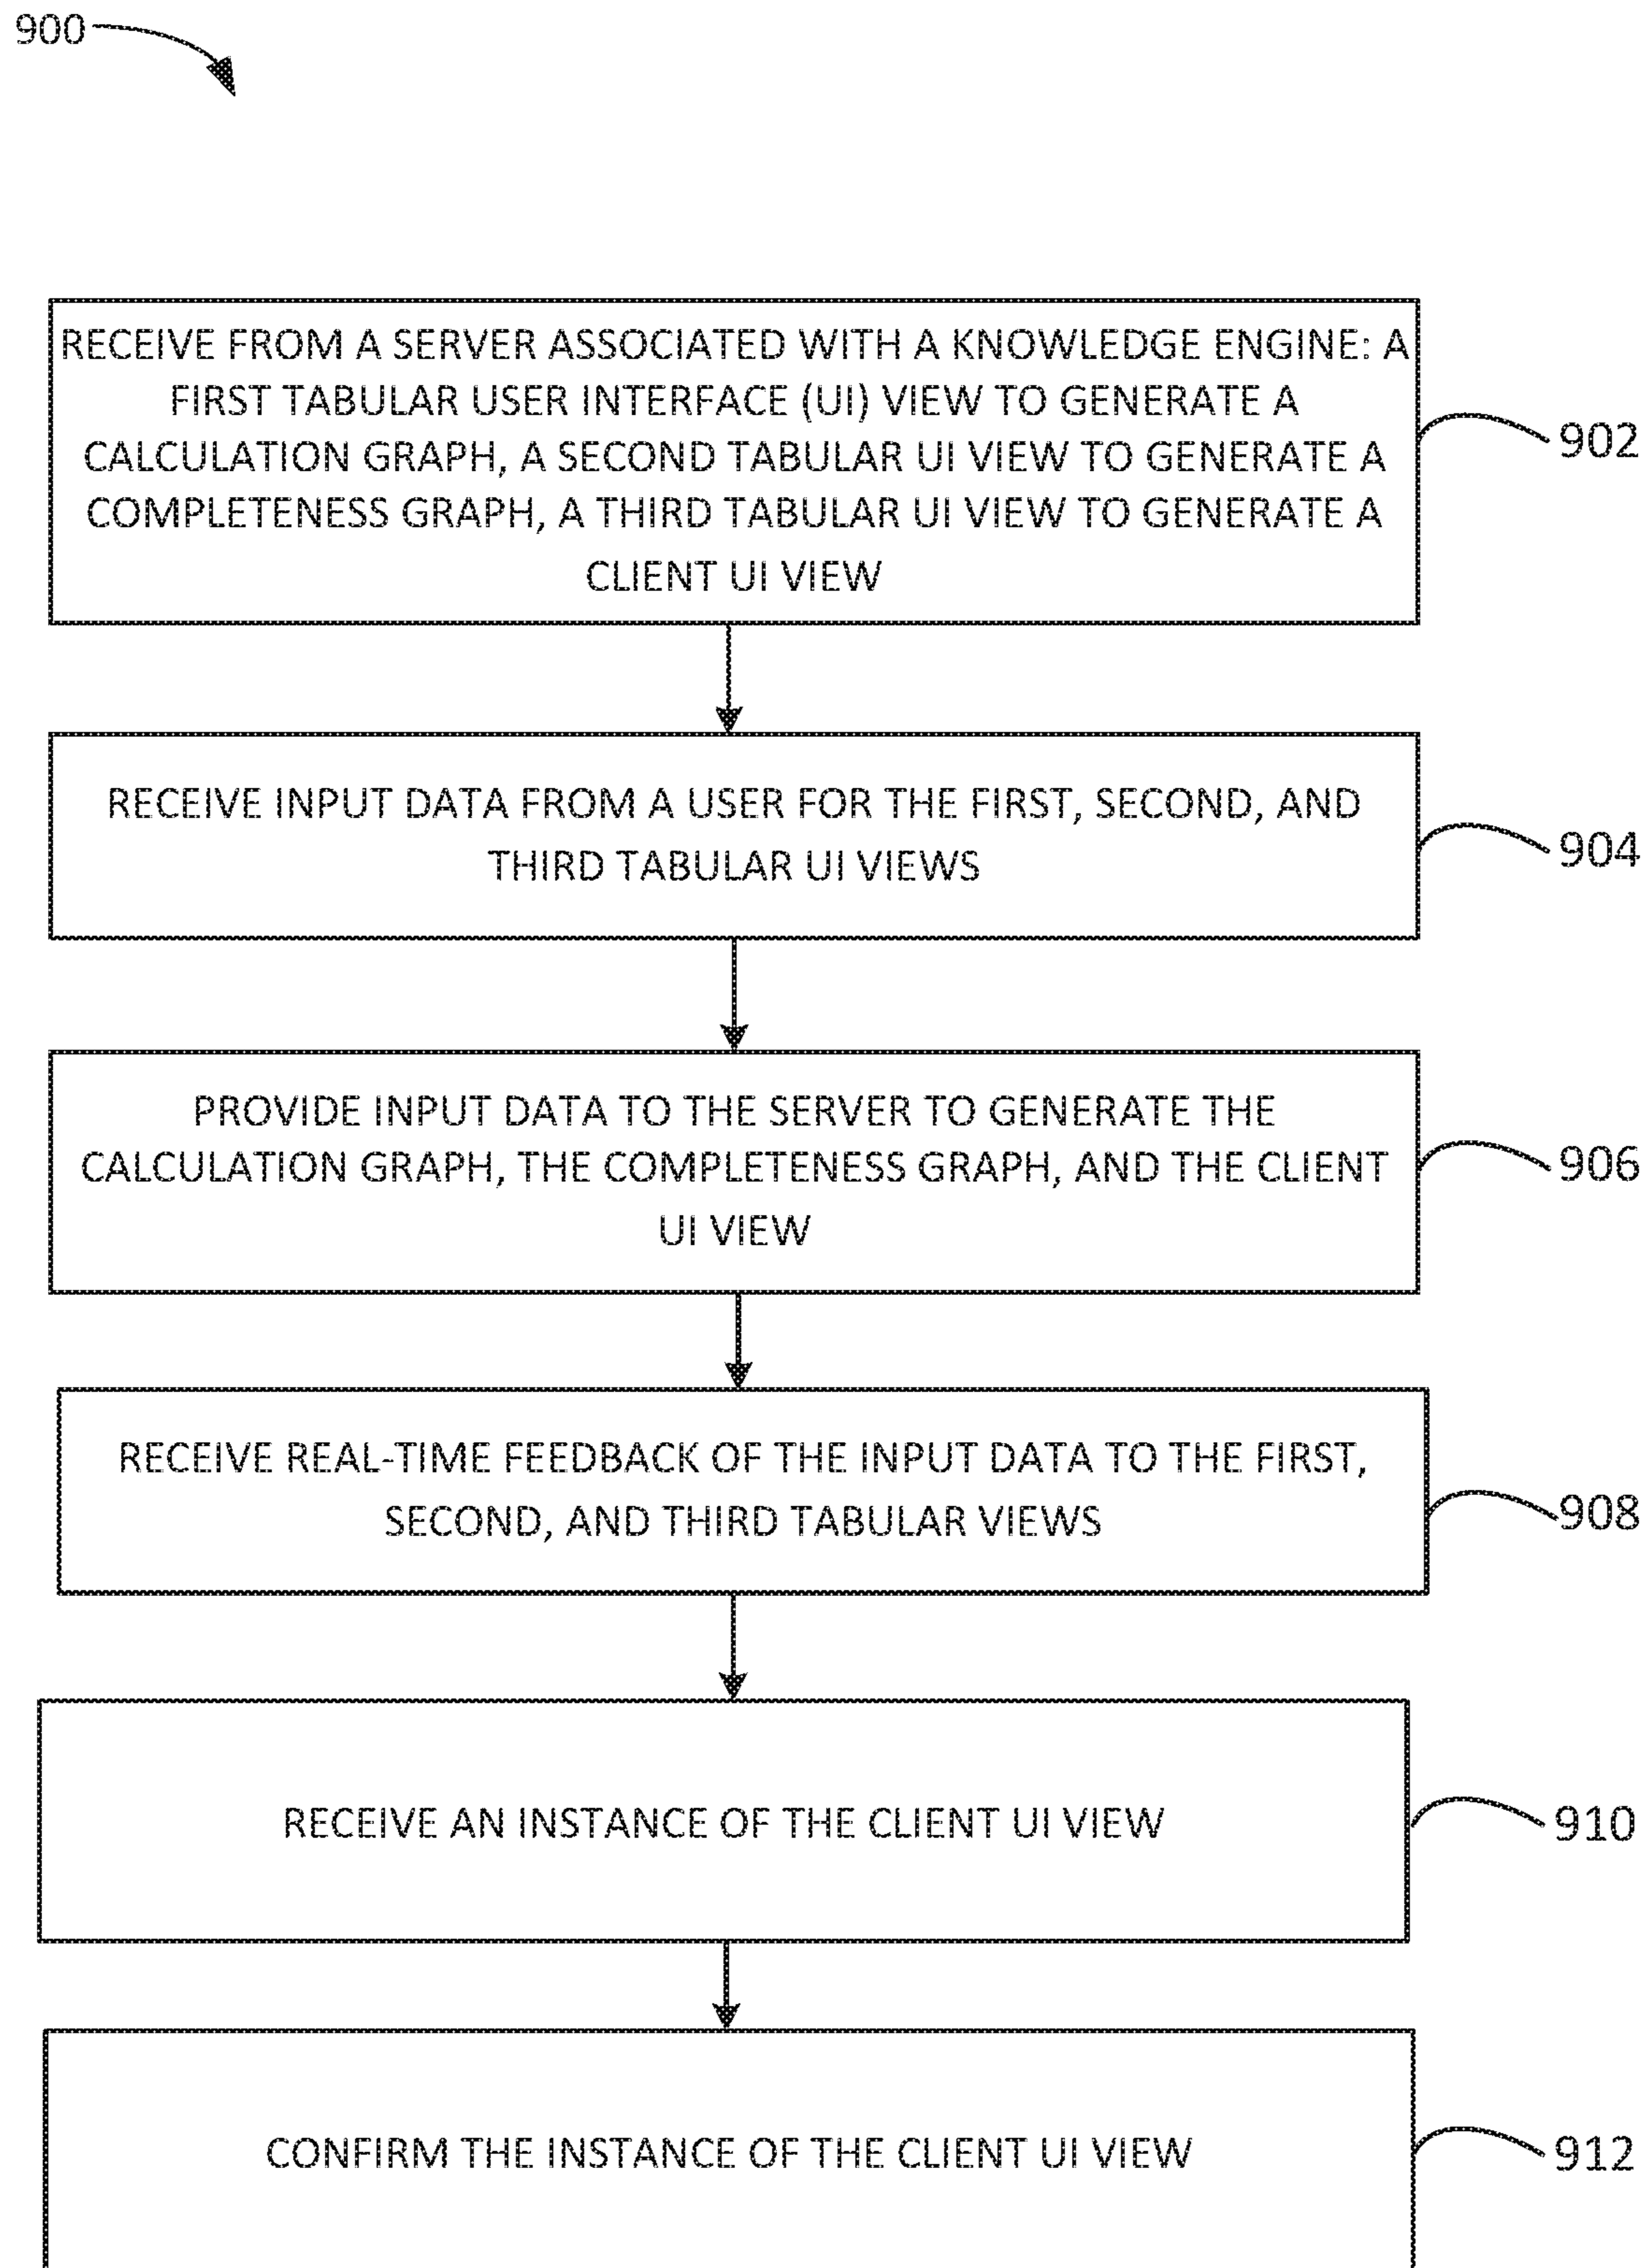 900
RECEIVE FROM A SERVER ASSOCIATED WITH A KNOWLEDGE ENGINE: A
FIRST TABULAR USER INTERFACE (UI) VIEW TO GENERATE A
CALCULATION GRAPH, A SECOND TABULAR UI VIEW TO GENERATE A
COMPLETENESS GRAPH, A THIRD TABULAR UI VIEW TO GENERATE A
CLIENT UI VIEW
902
RECEIVE INPUT DATA FROM A USER FOR THE FIRST, SECOND, AND
THIRD TABULAR UI VIEWS
904
PROVIDE INPUT DATA TO THE SERVER TO GENERATE THE
CALCULATION GRAPH, THE COMPLETENESS GRAPH, AND THE CLIENT
UI VIEW
906
RECEIVE REAL-TIME FEEDBACK OF THE INPUT DATA TO THE FIRST,
SECOND, AND THIRD TABULAR VIEWS
908
RECEIVE AN INSTANCE OF THE CLIENT UI VIEW
910
CONFIRM THE INSTANCE OF THE CLIENT UI VIEW
912